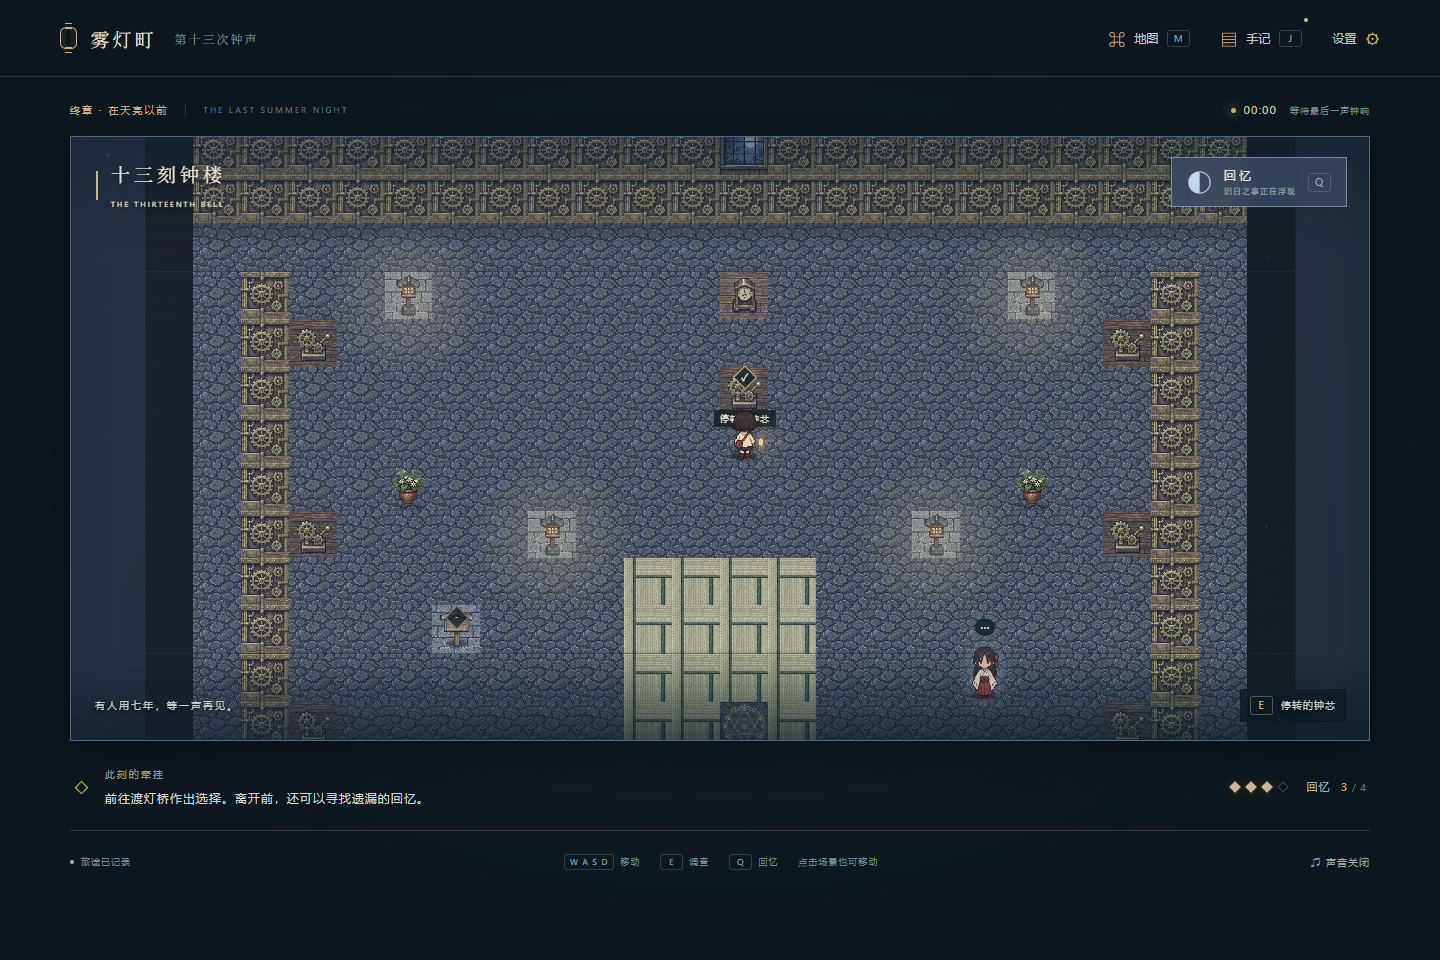 雾灯町 第十三次钟声
地图 M 手记 J 设置
终章 · 在天亮以前 THE LAST SUMMER NIGHT
00:00 等待最后一声钟响
十三刻钟楼
THE THIRTEENTH BELL
回忆
旧日之事正在浮现
Q
有人用七年，等一声再见。
E 停转的钟芯
此刻的牵挂
前往渡灯桥作出选择。离开前，还可以寻找遗漏的回忆。
回忆 3 / 4
旅途已记录
WASD 移动 E 调查 Q 回忆 点击场景也可移动
声音关闭